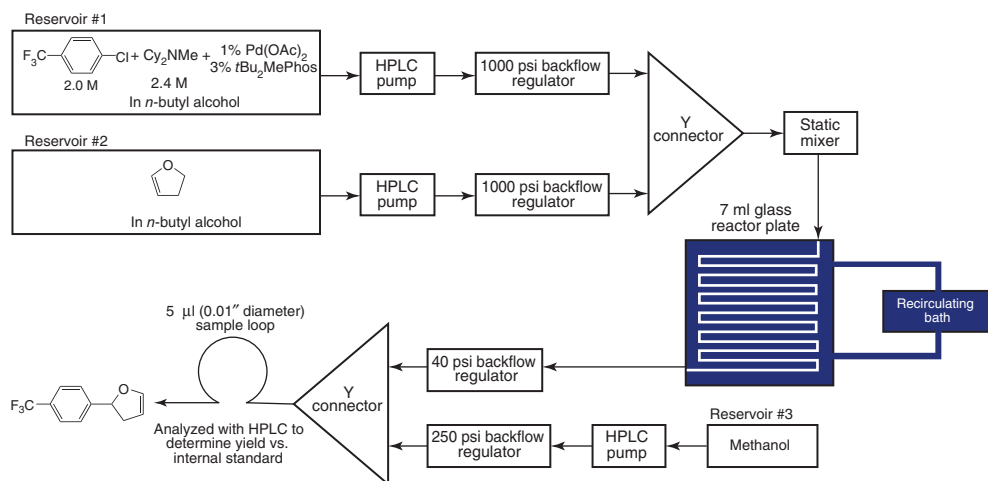 Reservoir #1
F3C
Cl + Cy2NMe + 1% Pd(OAc)2
3% tBu2MePhos
2.0 M
2.4 M
In n-butyl alcohol
HPLC
pump
1000 psi backflow
regulator
Y
connector
Static
mixer
Reservoir #2
O
In n-butyl alcohol
HPLC
pump
1000 psi backflow
regulator
7 ml glass
reactor plate
Recirculating
bath
5 μl (0.01″ diameter)
sample loop
F3C
O
Analyzed with HPLC to
determine yield vs.
internal standard
Y
connector
40 psi backflow
regulator
250 psi backflow
regulator
HPLC
pump
Reservoir #3
Methanol